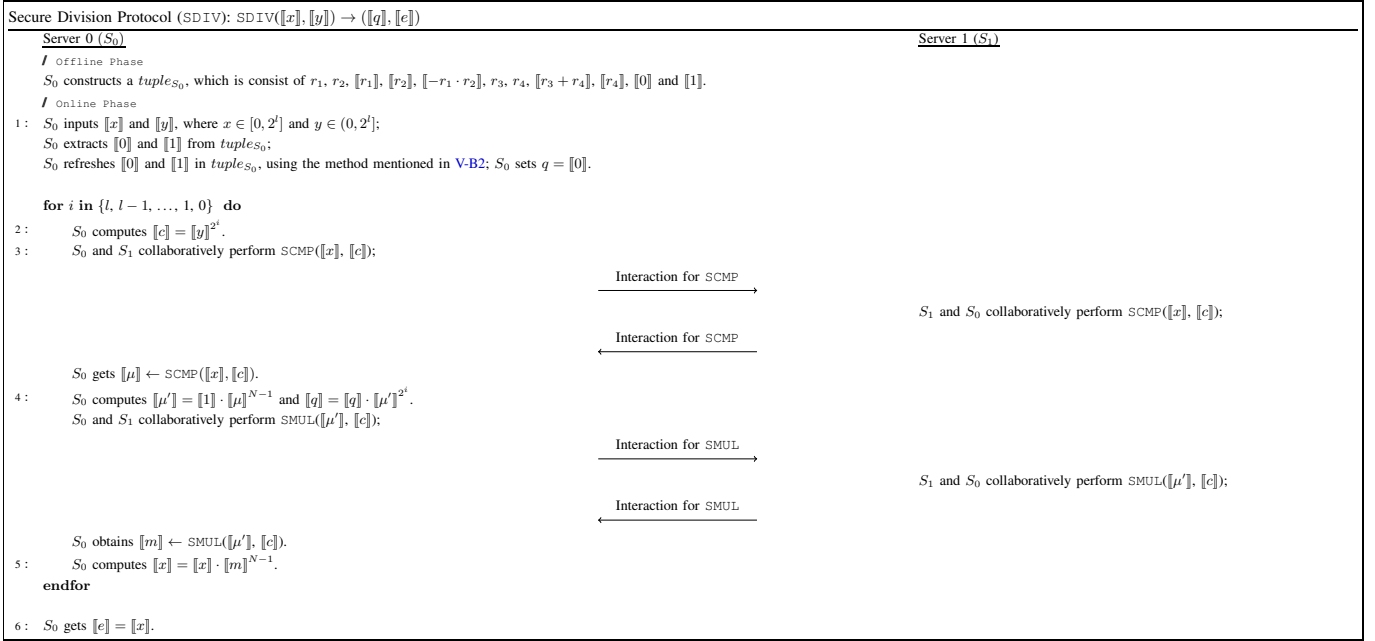 Secure Division Protocol (SDIV): SDIV(⟦x⟧, ⟦y⟧) → (⟦q⟧, ⟦e⟧)
Server 0 (S₀) Server 1 (S₁)
/ Offline Phase
S₀ constructs a tuple_{S₀}, which is consist of r₁, r₂, ⟦r₁⟧, ⟦r₂⟧, ⟦−r₁ · r₂⟧, r₃, r₄, ⟦r₃ + r₄⟧, ⟦r₄⟧, ⟦0⟧ and ⟦1⟧.
/ Online Phase
1 : S₀ inputs ⟦x⟧ and ⟦y⟧, where x ∈ [0, 2^l] and y ∈ (0, 2^l];
S₀ extracts ⟦0⟧ and ⟦1⟧ from tuple_{S₀};
S₀ refreshes ⟦0⟧ and ⟦1⟧ in tuple_{S₀}, using the method mentioned in V-B2; S₀ sets q = ⟦0⟧.
for i in {l, l − 1, …, 1, 0} do
2 : S₀ computes ⟦c⟧ = ⟦y⟧^{2^i}.
3 : S₀ and S₁ collaboratively perform SCMP(⟦x⟧, ⟦c⟧);
Interaction for SCMP
S₁ and S₀ collaboratively perform SCMP(⟦x⟧, ⟦c⟧);
Interaction for SCMP
S₀ gets ⟦μ⟧ ← SCMP(⟦x⟧, ⟦c⟧).
4 : S₀ computes ⟦μ′⟧ = ⟦1⟧ · ⟦μ⟧^{N−1} and ⟦q⟧ = ⟦q⟧ · ⟦μ′⟧^{2^i}.
S₀ and S₁ collaboratively perform SMUL(⟦μ′⟧, ⟦c⟧);
Interaction for SMUL
S₁ and S₀ collaboratively perform SMUL(⟦μ′⟧, ⟦c⟧);
Interaction for SMUL
S₀ obtains ⟦m⟧ ← SMUL(⟦μ′⟧, ⟦c⟧).
5 : S₀ computes ⟦x⟧ = ⟦x⟧ · ⟦m⟧^{N−1}.
endfor
6 : S₀ gets ⟦e⟧ = ⟦x⟧.